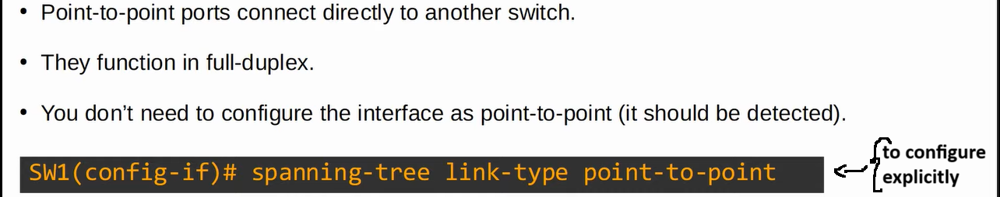 • Point-to-point ports connect directly to another switch.
• They function in full-duplex.
• You don’t need to configure the interface as point-to-point (it should be detected).
SW1(config-if)# spanning-tree link-type point-to-point
to configure
explicitly